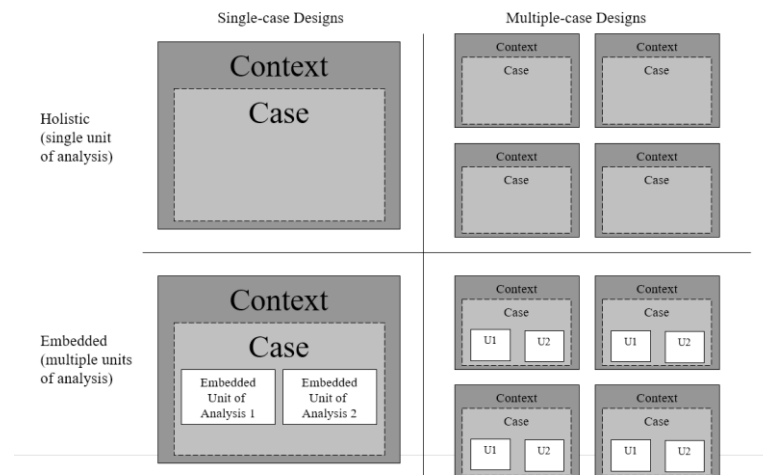 Single-case Designs
Multiple-case Designs
Holistic
(single unit
of analysis)
Context
Case
Context
Case
Context
Case
Context
Case
Context
Case
Embedded
(multiple units
of analysis)
Context
Case
Embedded
Unit of
Analysis 1
Embedded
Unit of
Analysis 2
Context
Case
U1
U2
Context
Case
U1
U2
Context
Case
U1
U2
Context
Case
U1
U2